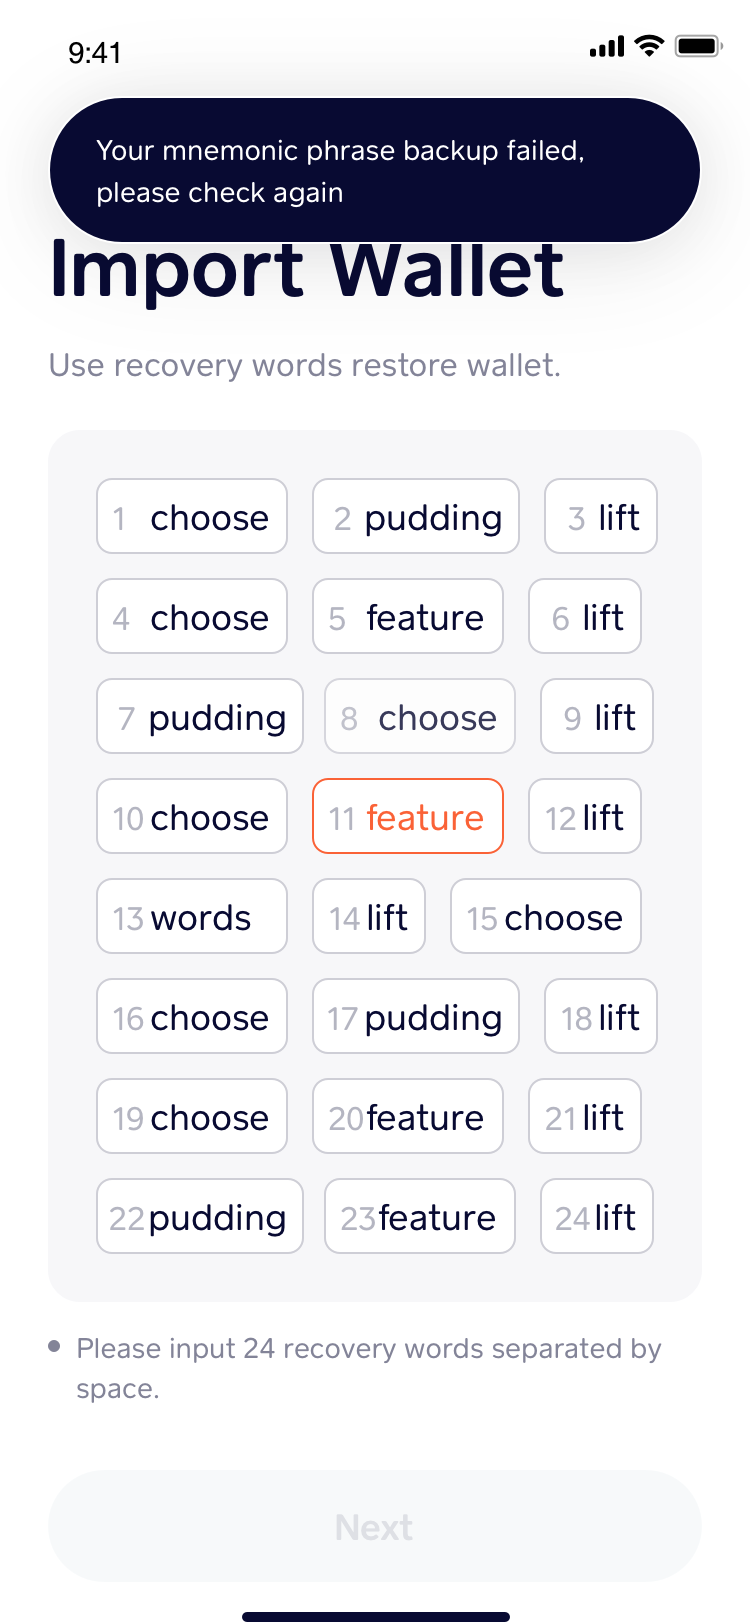 9:41
Your mnemonic phrase backup failed,
please check again
Import Wallet
Use recovery words restore wallet.
1 choose 2 pudding 3 lift
4 choose 5 feature 6 lift
7 pudding 8 choose 9 lift
10 choose 11 feature 12 lift
13 words 14 lift 15 choose
16 choose 17 pudding 18 lift
19 choose 20 feature 21 lift
22 pudding 23 feature 24 lift
Please input 24 recovery words separated by
space.
Next